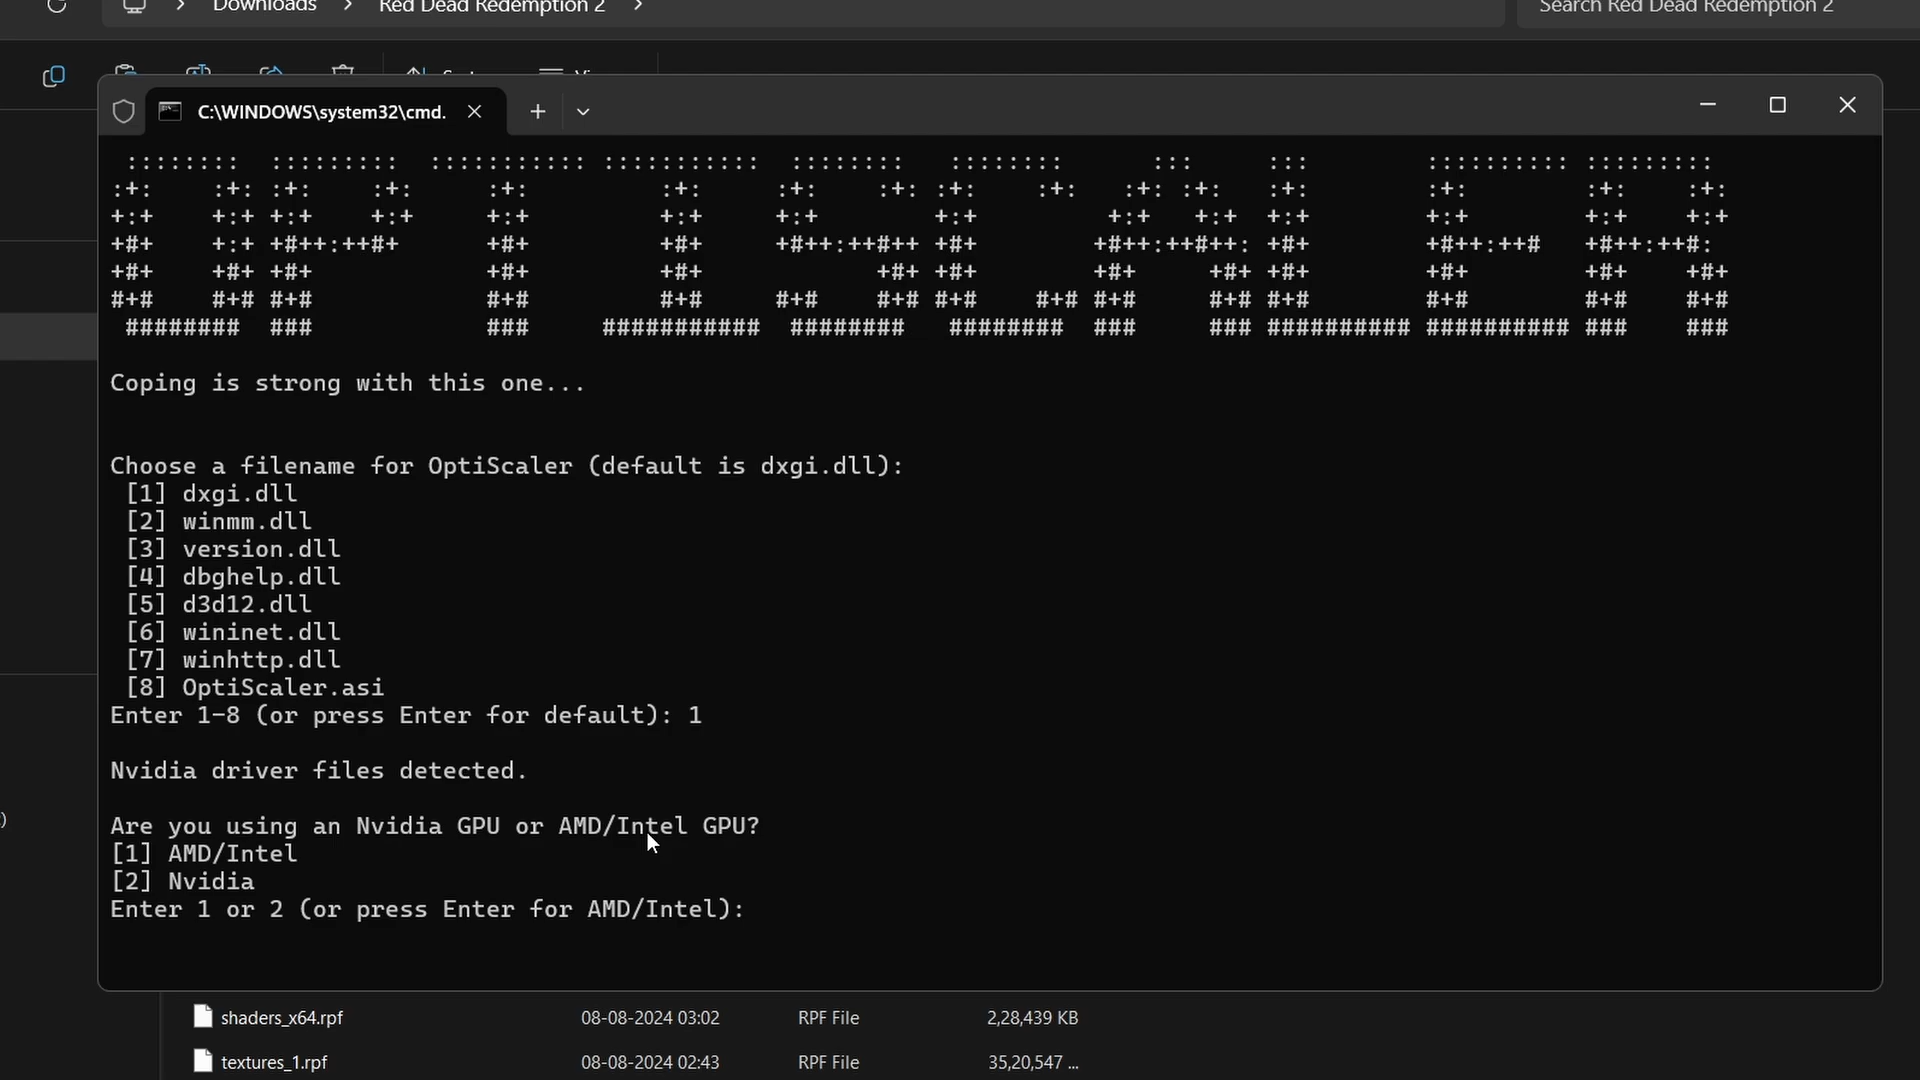 Downloads > Red Dead Redemption 2 >
Search Red Dead Redemption 2
C:\WINDOWS\system32\cmd.
OPTISCALER
Coping is strong with this one...
Choose a filename for OptiScaler (default is dxgi.dll):
[1] dxgi.dll
[2] winmm.dll
[3] version.dll
[4] dbghelp.dll
[5] d3d12.dll
[6] wininet.dll
[7] winhttp.dll
[8] OptiScaler.asi
Enter 1-8 (or press Enter for default): 1
Nvidia driver files detected.
Are you using an Nvidia GPU or AMD/Intel GPU?
[1] AMD/Intel
[2] Nvidia
Enter 1 or 2 (or press Enter for AMD/Intel):
shaders_x64.rpf 08-08-2024 03:02 RPF File 2,28,439 KB
textures_1.rpf 08-08-2024 02:43 RPF File 35,20,547 ...